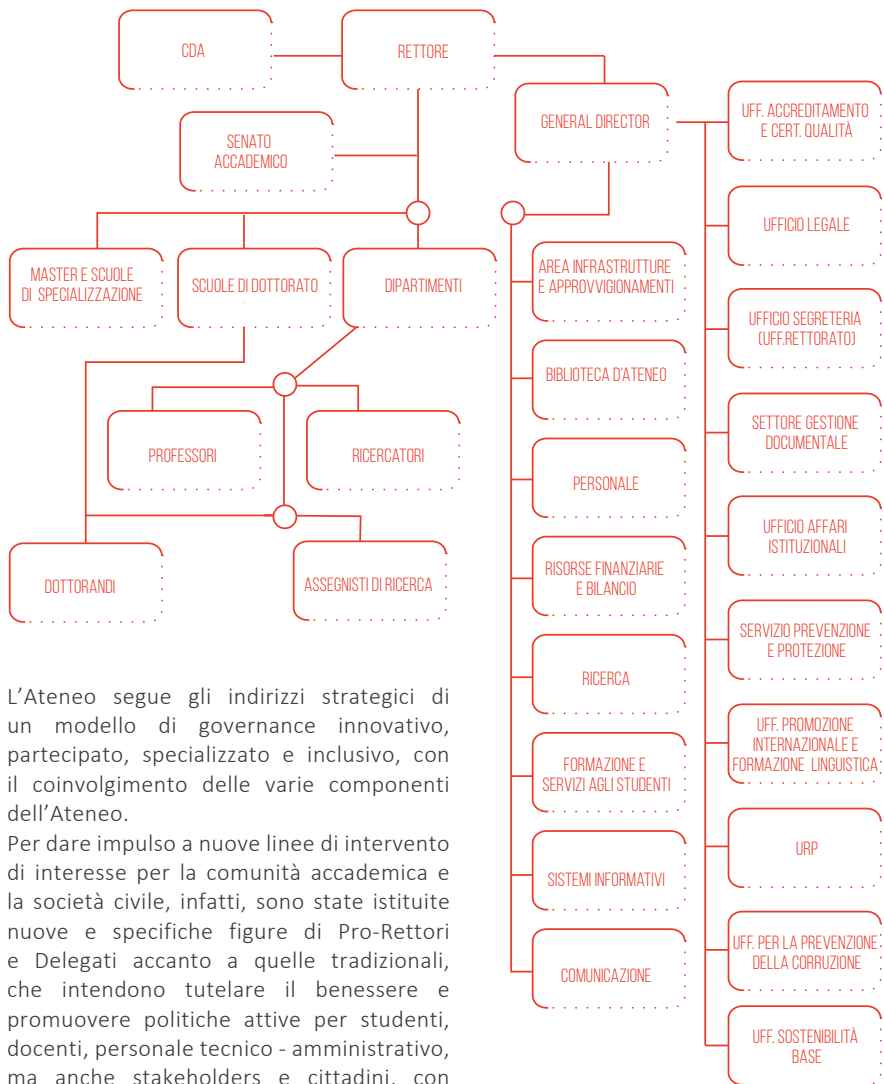 CDA
RETTORE
GENERAL DIRECTOR
SENATO
ACCADEMICO
MASTER E SCUOLE
DI SPECIALIZZAZIONE
SCUOLE DI DOTTORATO
DIPARTIMENTI
PROFESSORI
RICERCATORI
DOTTORANDI
ASSEGNISTI DI RICERCA
AREA INFRASTRUTTURE
E APPROVVIGIONAMENTI
BIBLIOTECA D'ATENEO
PERSONALE
RISORSE FINANZIARIE
E BILANCIO
RICERCA
FORMAZIONE E
SERVIZI AGLI STUDENTI
SISTEMI INFORMATIVI
COMUNICAZIONE
UFF. ACCREDITAMENTO
E CERT. QUALITÀ
UFFICIO LEGALE
UFFICIO SEGRETERIA
(UFF.RETTORATO)
SETTORE GESTIONE
DOCUMENTALE
UFFICIO AFFARI
ISTITUZIONALI
SERVIZIO PREVENZIONE
E PROTEZIONE
UFF. PROMOZIONE
INTERNAZIONALE E
FORMAZIONE LINGUISTICA
URP
UFF. PER LA PREVENZIONE
DELLA CORRUZIONE
UFF. SOSTENIBILITÀ
BASE
L'Ateneo segue gli indirizzi strategici di
un modello di governance innovativo,
partecipato, specializzato e inclusivo, con
il coinvolgimento delle varie componenti
dell'Ateneo.
Per dare impulso a nuove linee di intervento
di interesse per la comunità accademica e
la società civile, infatti, sono state istituite
nuove e specifiche figure di Pro-Rettori
e Delegati accanto a quelle tradizionali,
che intendono tutelare il benessere e
promuovere politiche attive per studenti,
docenti, personale tecnico - amministrativo,
ma anche stakeholders e cittadini, con